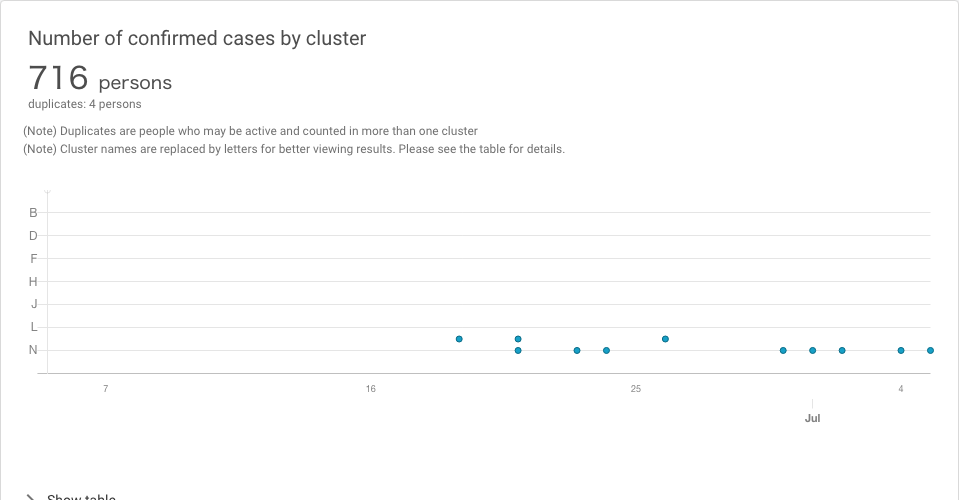 Number of confirmed cases by cluster
716 persons
duplicates: 4 persons
(Note) Duplicates are people who may be active and counted in more than one cluster
(Note) Cluster names are replaced by letters for better viewing results. Please see the table for details.
B
D
F
H
J
L
N
7 16 25 4
Jul
Show table